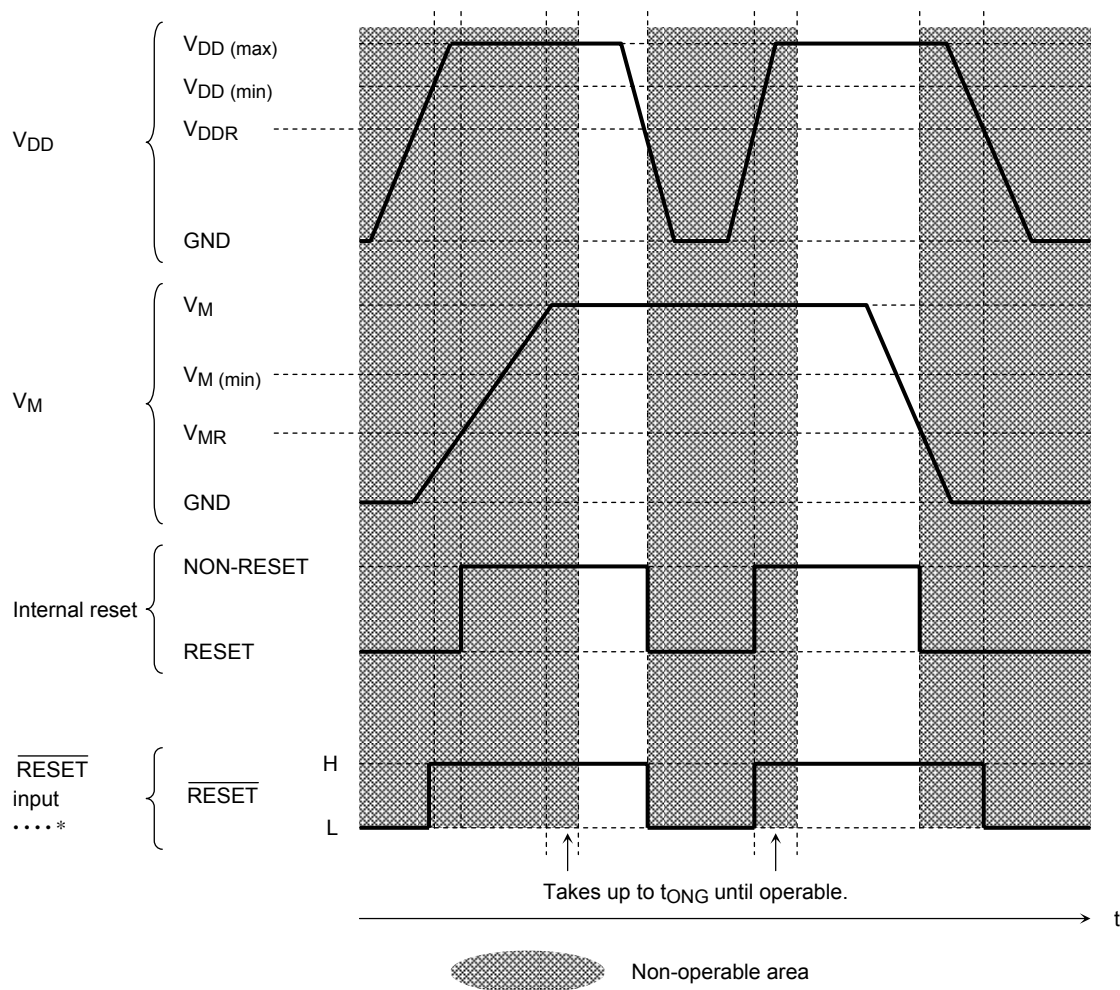 VDD
VDD (max)
VDD (min)
VDDR
GND
VM
VM
VM (min)
VMR
GND
Internal reset
NON-RESET
RESET
RESET
input
····*
RESET
H
L
Takes up to tONG until operable.
t
Non-operable area